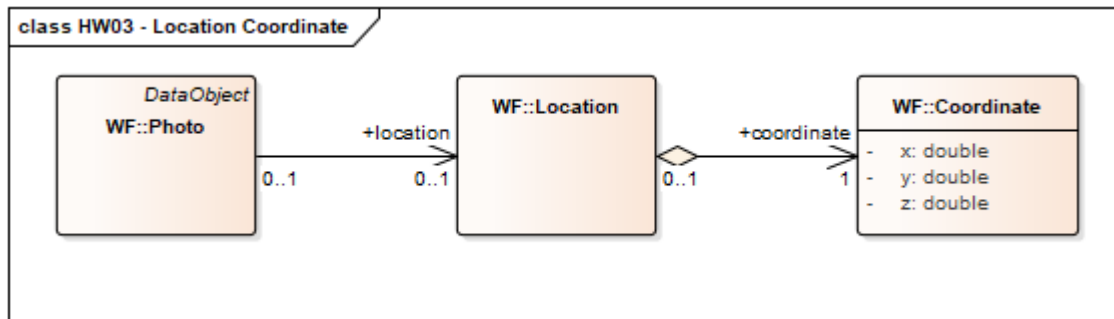 class HW03 - Location Coordinate
DataObject
WF::Photo
+location
0..1
0..1
WF::Location
+coordinate
0..1
1
WF::Coordinate
- x: double
- y: double
- z: double